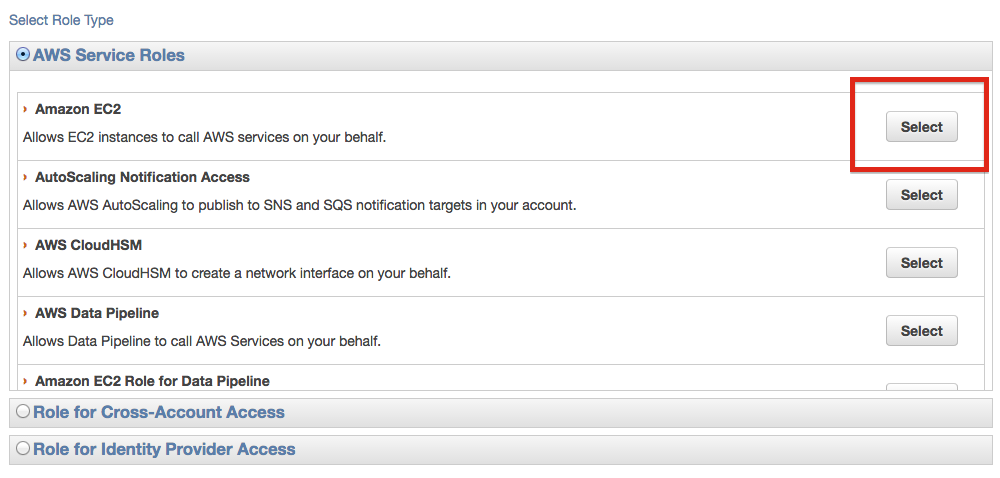 Select Role Type
AWS Service Roles
Amazon EC2
Allows EC2 instances to call AWS services on your behalf.
Select
AutoScaling Notification Access
Allows AWS AutoScaling to publish to SNS and SQS notification targets in your account.
Select
AWS CloudHSM
Allows AWS CloudHSM to create a network interface on your behalf.
Select
AWS Data Pipeline
Allows Data Pipeline to call AWS Services on your behalf.
Select
Amazon EC2 Role for Data Pipeline
Role for Cross-Account Access
Role for Identity Provider Access